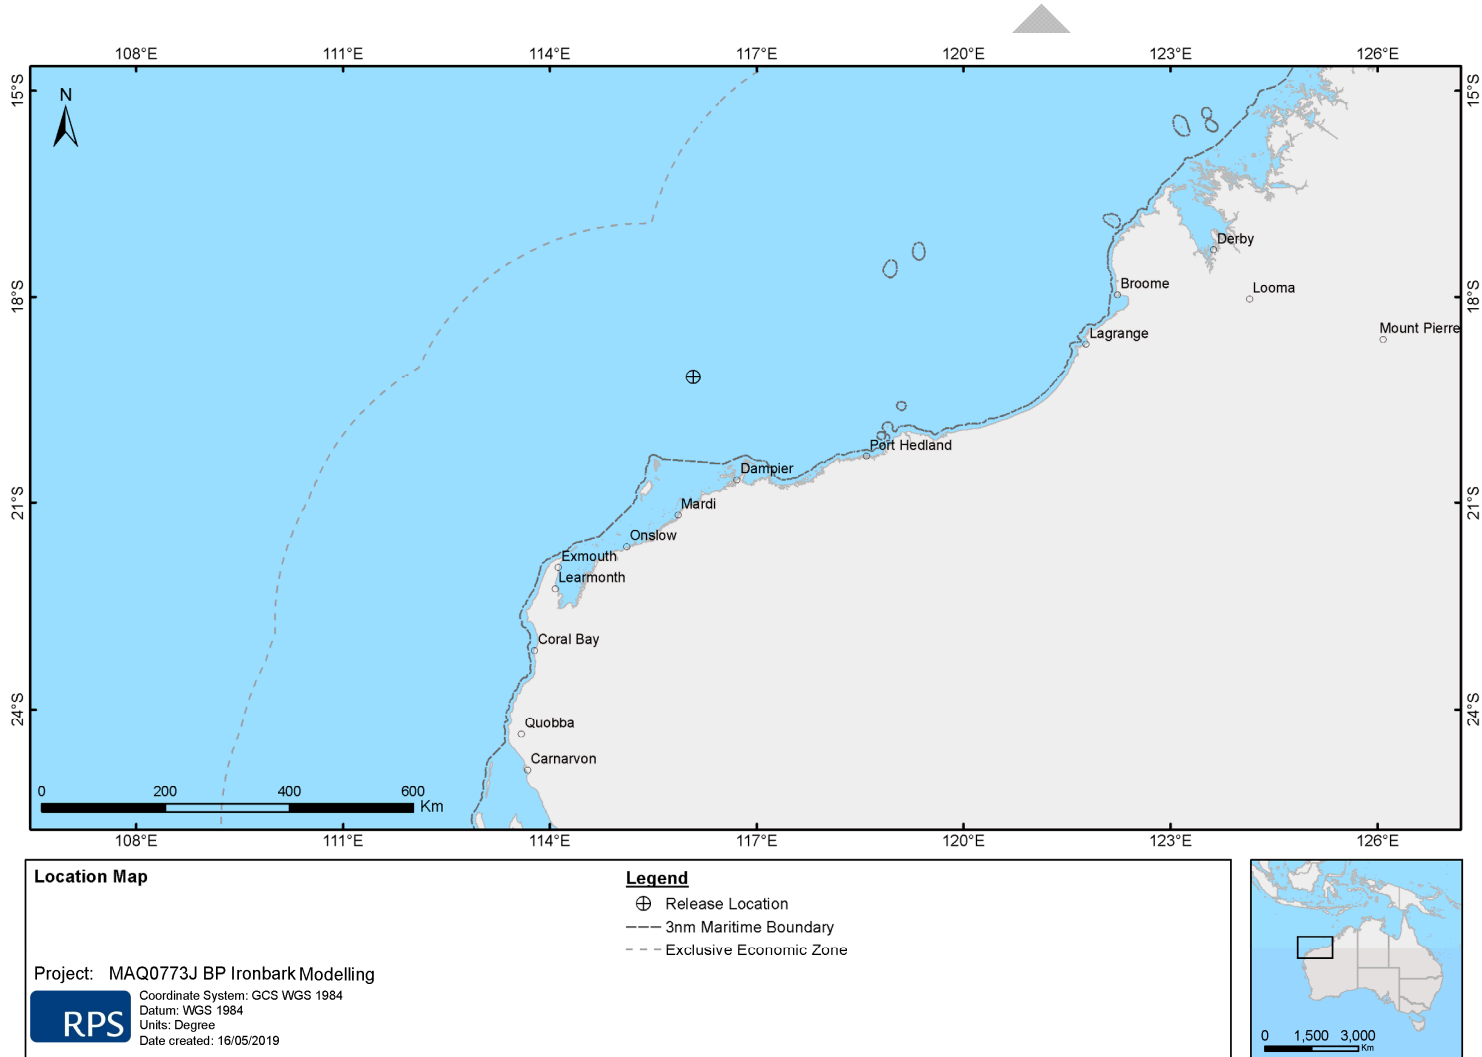 108°E 111°E 114°E 117°E 120°E 123°E 126°E
15°S 15°S
N
Derby
Broome
Looma
18°S 18°S
Mount Pierre
Lagrange
Port Hedland
Dampier
21°S 21°S
Mardi
Onslow
Exmouth
Learmonth
Coral Bay
24°S 24°S
Quobba
Carnarvon
0 200 400 600
Km
108°E 111°E 114°E 117°E 120°E 123°E 126°E
Location Map
Legend
Release Location
3nm Maritime Boundary
Exclusive Economic Zone
Project: MAQ0773J BP Ironbark Modelling
RPS
Coordinate System: GCS WGS 1984
Datum: WGS 1984
Units: Degree
Date created: 16/05/2019
0 1,500 3,000
Km